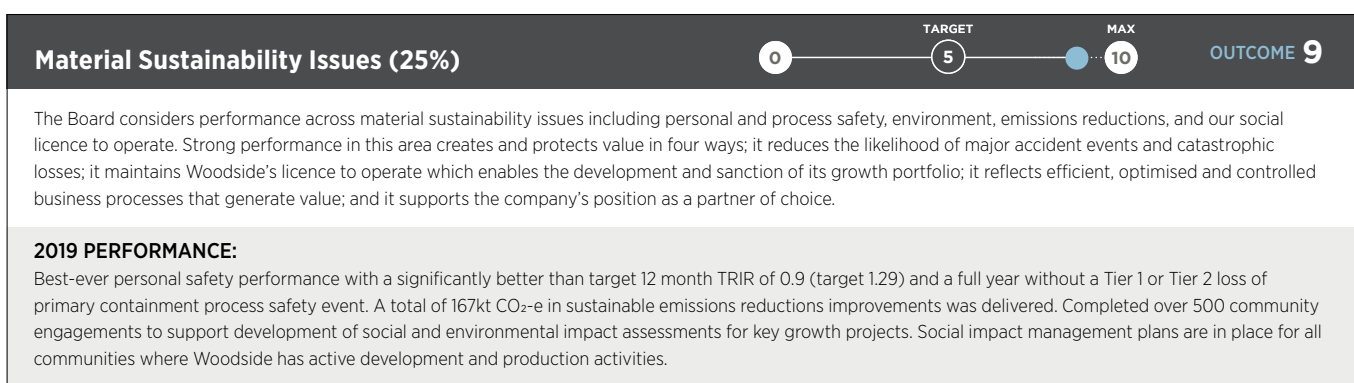 TARGET MAX
Material Sustainability Issues (25%) 0 5 10 OUTCOME 9
The Board considers performance across material sustainability issues including personal and process safety, environment, emissions reductions, and our social
licence to operate. Strong performance in this area creates and protects value in four ways; it reduces the likelihood of major accident events and catastrophic
losses; it maintains Woodside’s licence to operate which enables the development and sanction of its growth portfolio; it reflects efficient, optimised and controlled
business processes that generate value; and it supports the company’s position as a partner of choice.
2019 PERFORMANCE:
Best-ever personal safety performance with a significantly better than target 12 month TRIR of 0.9 (target 1.29) and a full year without a Tier 1 or Tier 2 loss of
primary containment process safety event. A total of 167kt CO₂-e in sustainable emissions reductions improvements was delivered. Completed over 500 community
engagements to support development of social and environmental impact assessments for key growth projects. Social impact management plans are in place for all
communities where Woodside has active development and production activities.